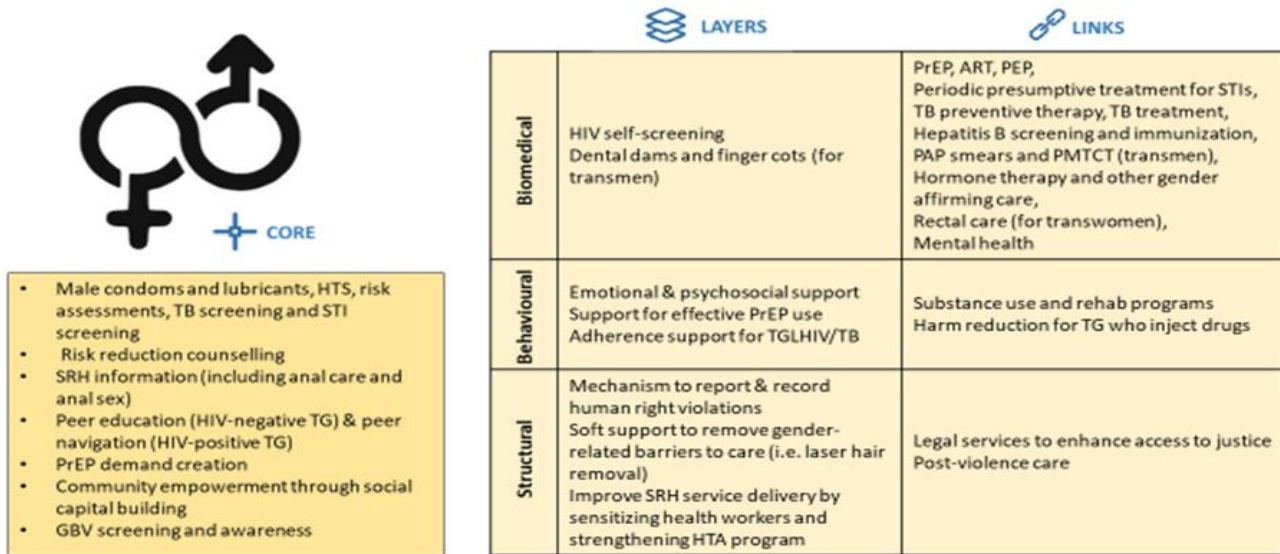 CORE
• Male condoms and lubricants, HTS, risk
assessments, TB screening and STI
screening
• Risk reduction counselling
• SRH information (including anal care and
anal sex)
• Peer education (HIV-negative TG) & peer
navigation (HIV-positive TG)
• PrEP demand creation
• Community empowerment through social
capital building
• GBV screening and awareness
LAYERS
LINKS
Biomedical
HIV self-screening
Dental dams and finger cots (for
transmen)
PrEP, ART, PEP,
Periodic presumptive treatment for STIs,
TB preventive therapy, TB treatment,
Hepatitis B screening and immunization,
PAP smears and PMTCT (transmen),
Hormone therapy and other gender
affirming care,
Rectal care (for transwomen),
Mental health
Behavioural
Emotional & psychosocial support
Support for effective PrEP use
Adherence support for TGLHIV/TB
Substance use and rehab programs
Harm reduction for TG who inject drugs
Structural
Mechanism to report & record
human right violations
Soft support to remove gender-
related barriers to care (i.e. laser hair
removal)
Improve SRH service delivery by
sensitizing health workers and
strengthening HTA program
Legal services to enhance access to justice
Post-violence care